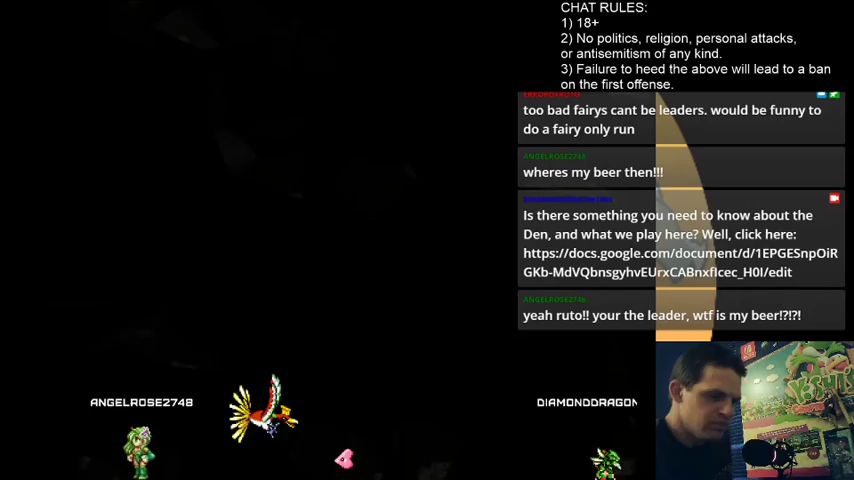 CHAT RULES:
1) 18+
2) No politics, religion, personal attacks,
or antisemitism of any kind.
3) Failure to heed the above will lead to a ban
on the first offense.
too bad fairys cant be leaders. would be funny to
do a fairy only run
ANGELROSE2748
wheres my beer then!!!
Is there something you need to know about the
Den, and what we play here? Well, click here:
https://docs.google.com/document/d/1EPGESnpOiR
GKb-MdVQbnsgyhvEUrxCABnxfIcec_H0I/edit
ANGELROSE2748
yeah ruto!! your the leader, wtf is my beer!?!?!
ANGELROSE2748
DIAMONDDRAGON